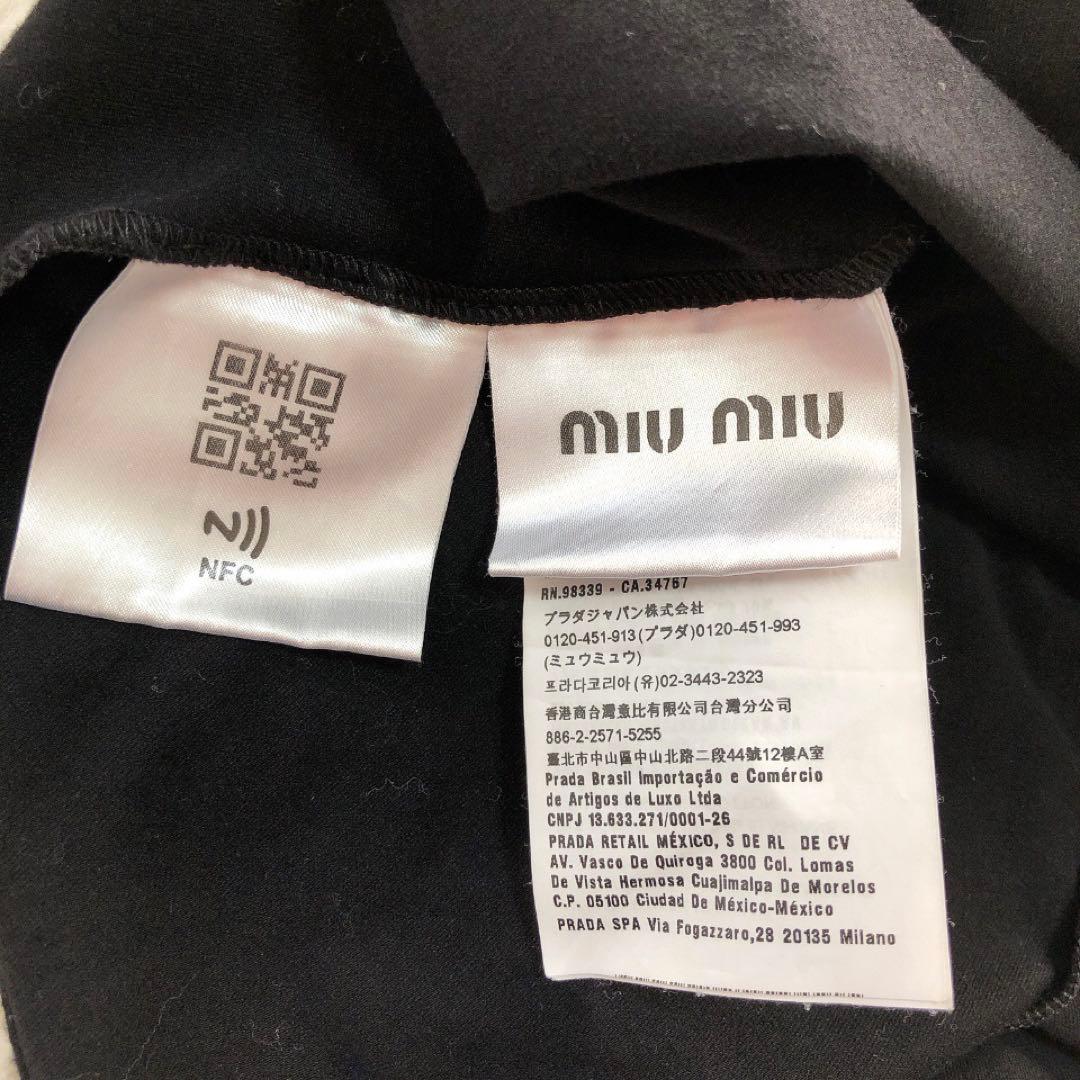 NFC
miu miu
RN.98339 - CA.34767
プラダジャパン株式会社
0120-451-913(プラダ)0120-451-993
(ミュウミュウ)
프라다코리아(유)02-3443-2323
香港商台灣意比有限公司台灣分公司
886-2-2571-5255
臺北市中山區中山北路二段44號12樓A室
Prada Brasil Importação e Comércio
de Artigos de Luxo Ltda
CNPJ 13.633.271/0001-26
PRADA RETAIL MÉXICO, S DE RL DE CV
AV. Vasco De Quiroga 3800 Col. Lomas
De Vista Hermosa Cuajimalpa De Morelos
C.P. 05100 Ciudad De México-México
PRADA SPA Via Fogazzaro,28 20135 Milano